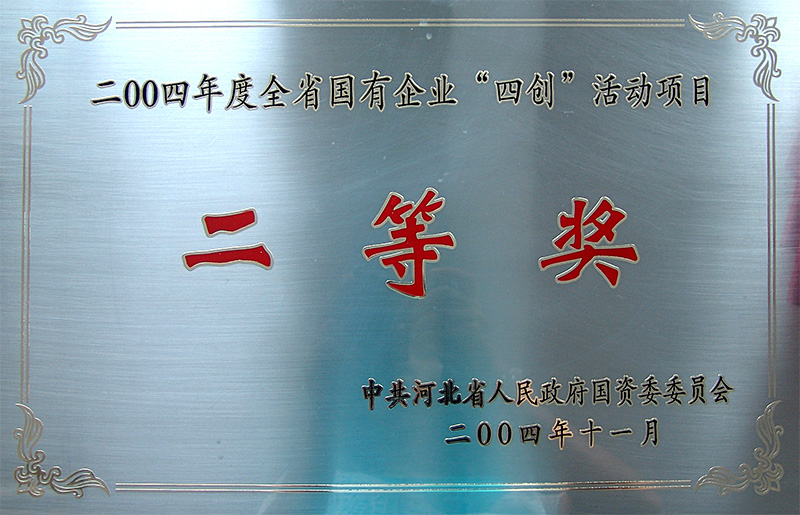 二00四年度全省国有企业“四创”活动项目
二等奖
中共河北省人民政府国资委委员会
二00四年十一月